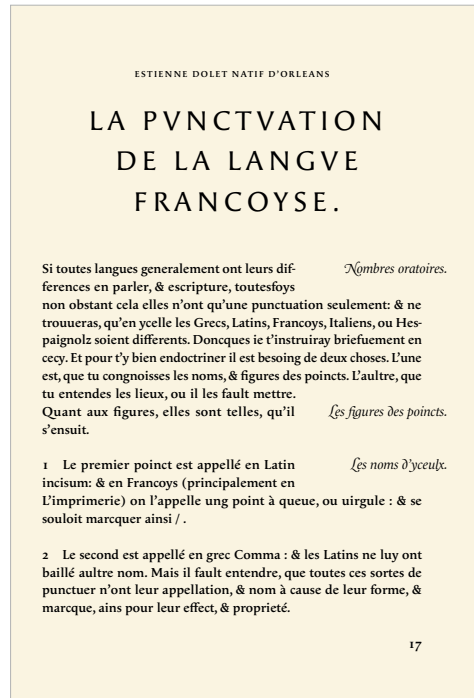 ESTIENNE DOLET NATIF D’ORLEANS
LA PVNCTVATION
DE LA LANGVE
FRANCOYSE.
Si toutes langues generalement ont leurs dif-
Nombres oratoires.
ferences en parler, & escripture, toutesfoys
non obstant cela elles n’ont qu’une punctuation seulement: & ne
trouueras, qu’en ycelle les Grecs, Latins, Francoys, Italiens, ou Hes-
paignolz soient differents. Doncques ie t’instruiray briefuement en
cecy. Et pour t’y bien endoctriner il est besoing de deux choses. L’une
est, que tu congnoisses les noms, & figures des poincts. L’aultre, que
tu entendes les lieux, ou il les fault mettre.
Quant aux figures, elles sont telles, qu’il
Les figures des poincts.
s’ensuit.
1 Le premier poinct est appellé en Latin
Les noms d’yceulx.
incisum: & en Francoys (principalement en
L’imprimerie) on l’appelle ung point à queue, ou uirgule : & se
souloit marcquer ainsi / .
2 Le second est appellé en grec Comma : & les Latins ne luy ont
baillé aultre nom. Mais il fault entendre, que toutes ces sortes de
punctuer n’ont leur appellation, & nom à cause de leur forme, &
marcque, ains pour leur effect, & proprieté.
17